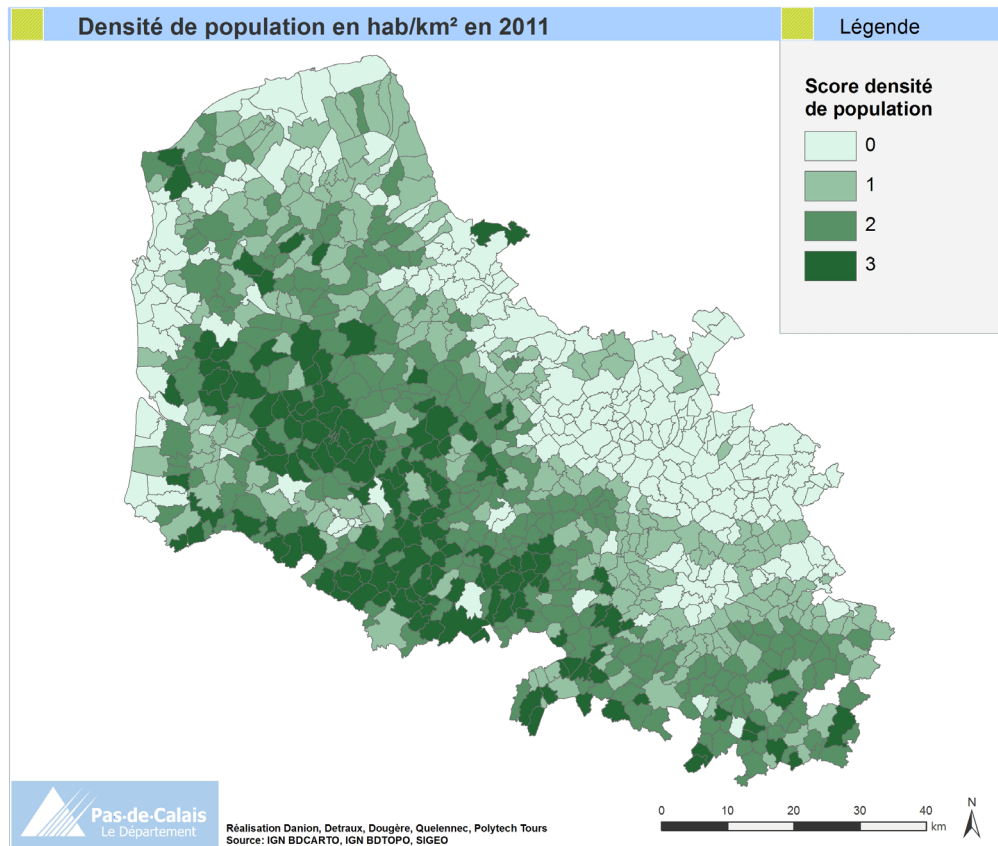 Densité de population en hab/km² en 2011
Légende
Score densité
de population
0
1
2
3
Pas-de-Calais
Le Département
Réalisation Danion, Detraux, Dougère, Quelennec, Polytech Tours
Source: IGN BDCARTO, IGN BDTOPO, SIGEO
0 10 20 30 40
km
N